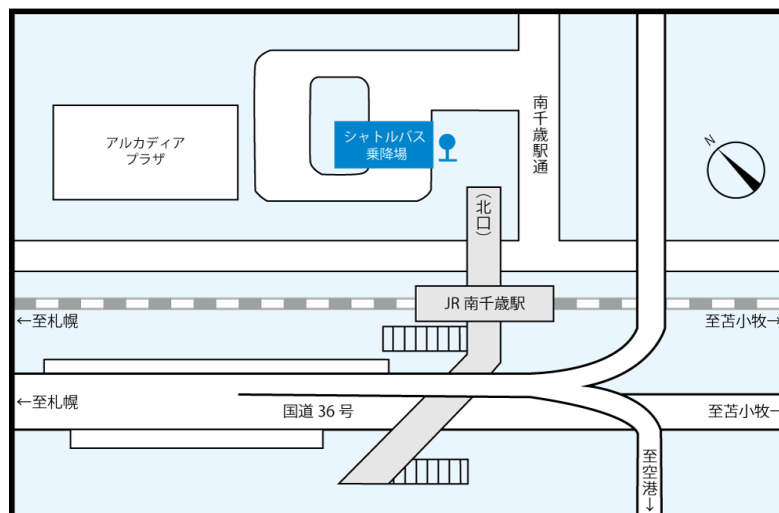 アルカディア
プラザ
シャトルバス
乗降場
南千歳駅通
N
（北口）
JR 南千歳駅
←至札幌
至苫小牧→
←至札幌
国道 36 号
至苫小牧→
至空港→